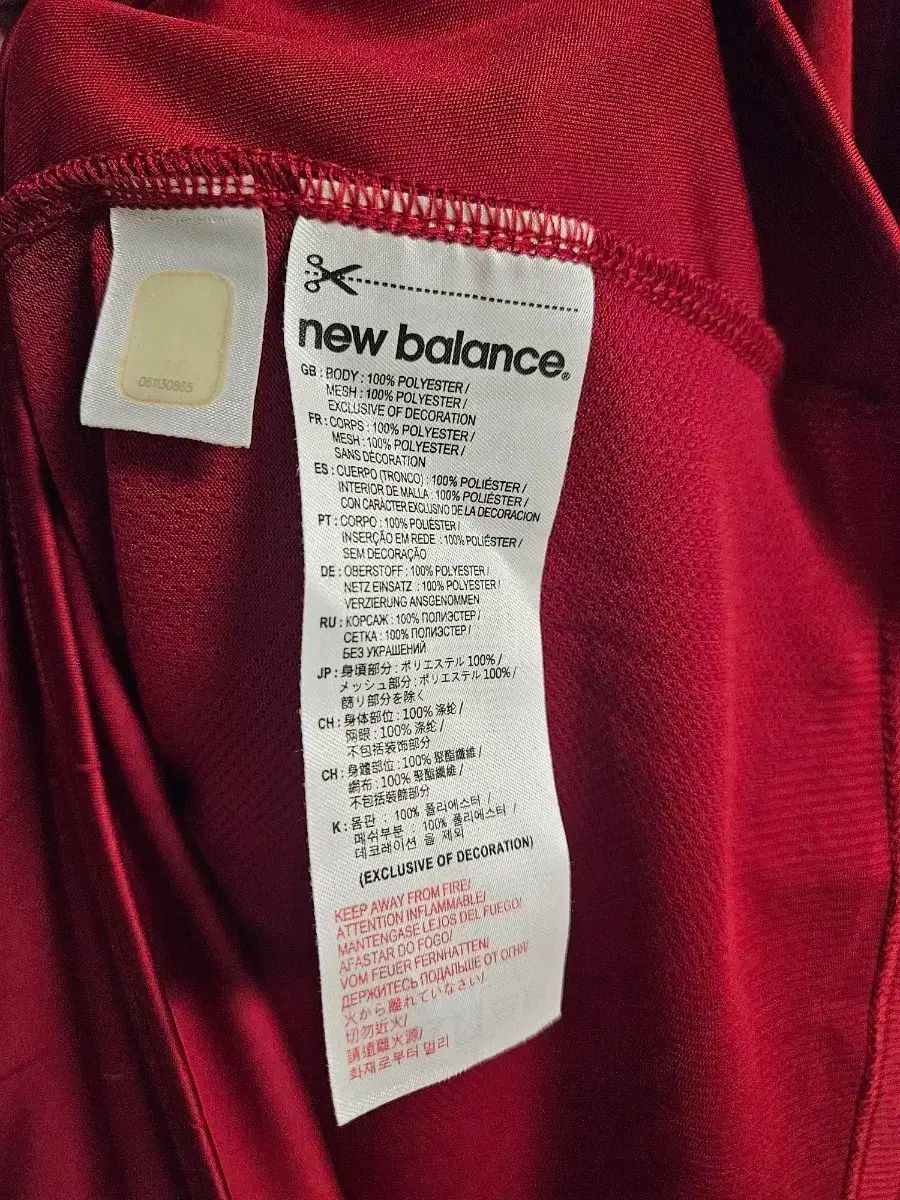 061130885
new balance®
GB : BODY : 100% POLYESTER /
MESH : 100% POLYESTER /
EXCLUSIVE OF DECORATION
FR : CORPS : 100% POLYESTER /
MESH : 100% POLYESTER /
SANS DÉCORATION
ES : CUERPO (TRONCO) : 100% POLIÉSTER /
INTERIOR DE MALLA : 100% POLIÉSTER /
CON CARÁCTER EXCLUSIVO DE LA DECORACION
PT : CORPO : 100% POLIÉSTER /
INSERÇÃO EM REDE : 100% POLIÉSTER /
SEM DECORAÇÃO
DE : OBERSTOFF : 100% POLYESTER /
NETZ EINSATZ : 100% POLYESTER /
VERZIERUNG ANSGENOMMEN
RU : КОРСАЖ : 100% ПОЛИЭСТЕР /
СЕТКА : 100% ПОЛИЭСТЕР /
БЕЗ УКРАШЕНИЙ
JP : 身頃部分 : ポリエステル 100% /
メッシュ部分 : ポリエステル 100% /
飾り部分を除く
CH : 身体部位 : 100% 涤纶 /
网眼 : 100% 涤纶 /
不包括装饰部分
CH : 身體部位 : 100% 聚酯纖維 /
網布 : 100% 聚酯纖維 /
不包括裝飾部分
K : 몸판 : 100% 폴리에스터 /
메쉬부분 : 100% 폴리에스터 /
데코레이션 을 제외
(EXCLUSIVE OF DECORATION)
KEEP AWAY FROM FIRE/
ATTENTION INFLAMMABLE/
MANTENGASE LEJOS DEL FUEGO/
AFASTAR DO FOGO/
VOM FEUER FERNHATTEN/
ДЕРЖИТЕСЬ ПОДАЛЬШЕ ОТ ОГНЯ/
火から離れていなさい/
切勿近火/
請遠離火源/
화재로부터 멀리